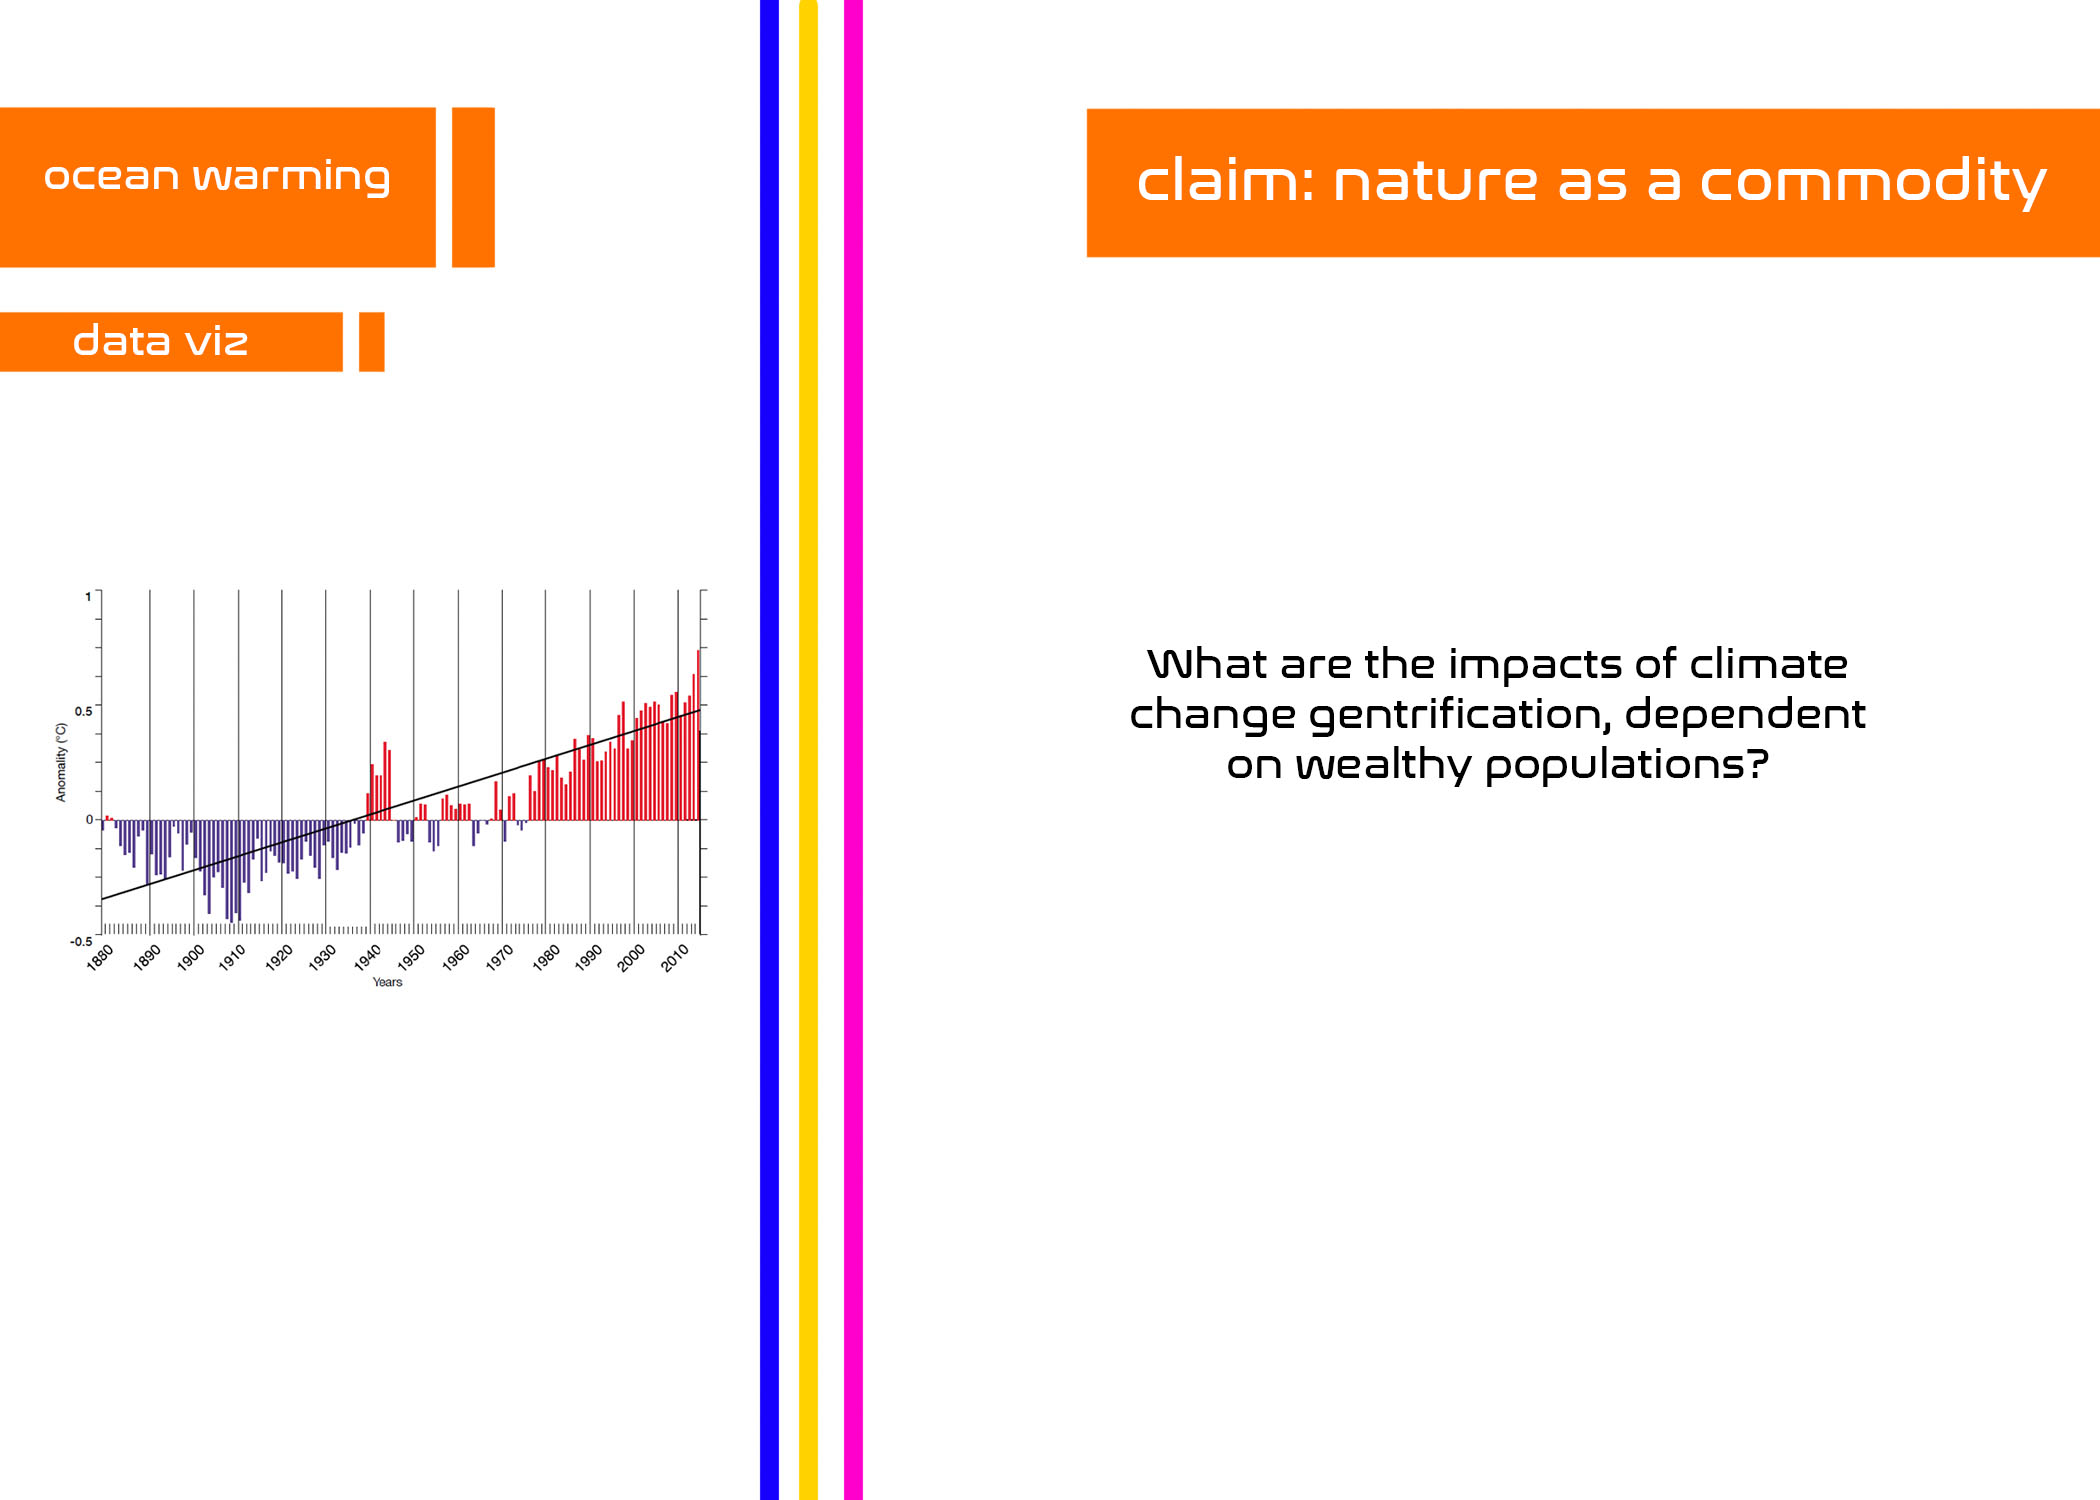 ocean warming
data viz
1
0.5
0
-0.5
Anomality (°C)
1880 1890 1900 1910 1920 1930 1940 1950 1960 1970 1980 1990 2000 2010
Years
claim: nature as a commodity
What are the impacts of climate
change gentrification, dependent
on wealthy populations?